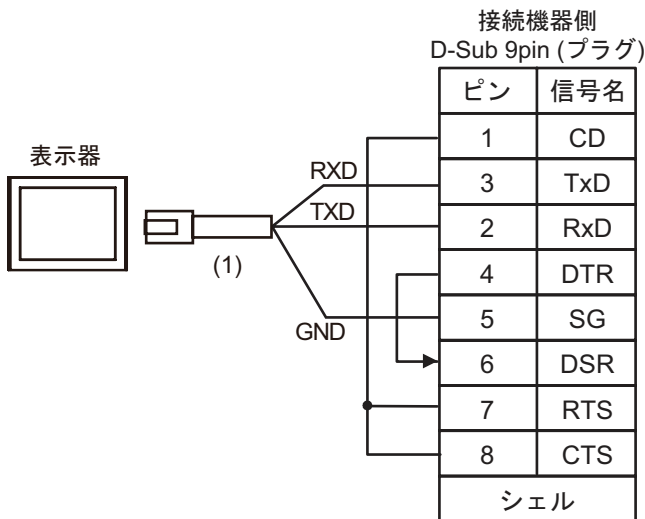 接続機器側
D-Sub 9pin (プラグ)
ピン 信号名
1 CD
表示器
RXD
3 TxD
TXD
2 RxD
(1)
4 DTR
GND
5 SG
6 DSR
7 RTS
8 CTS
シェル